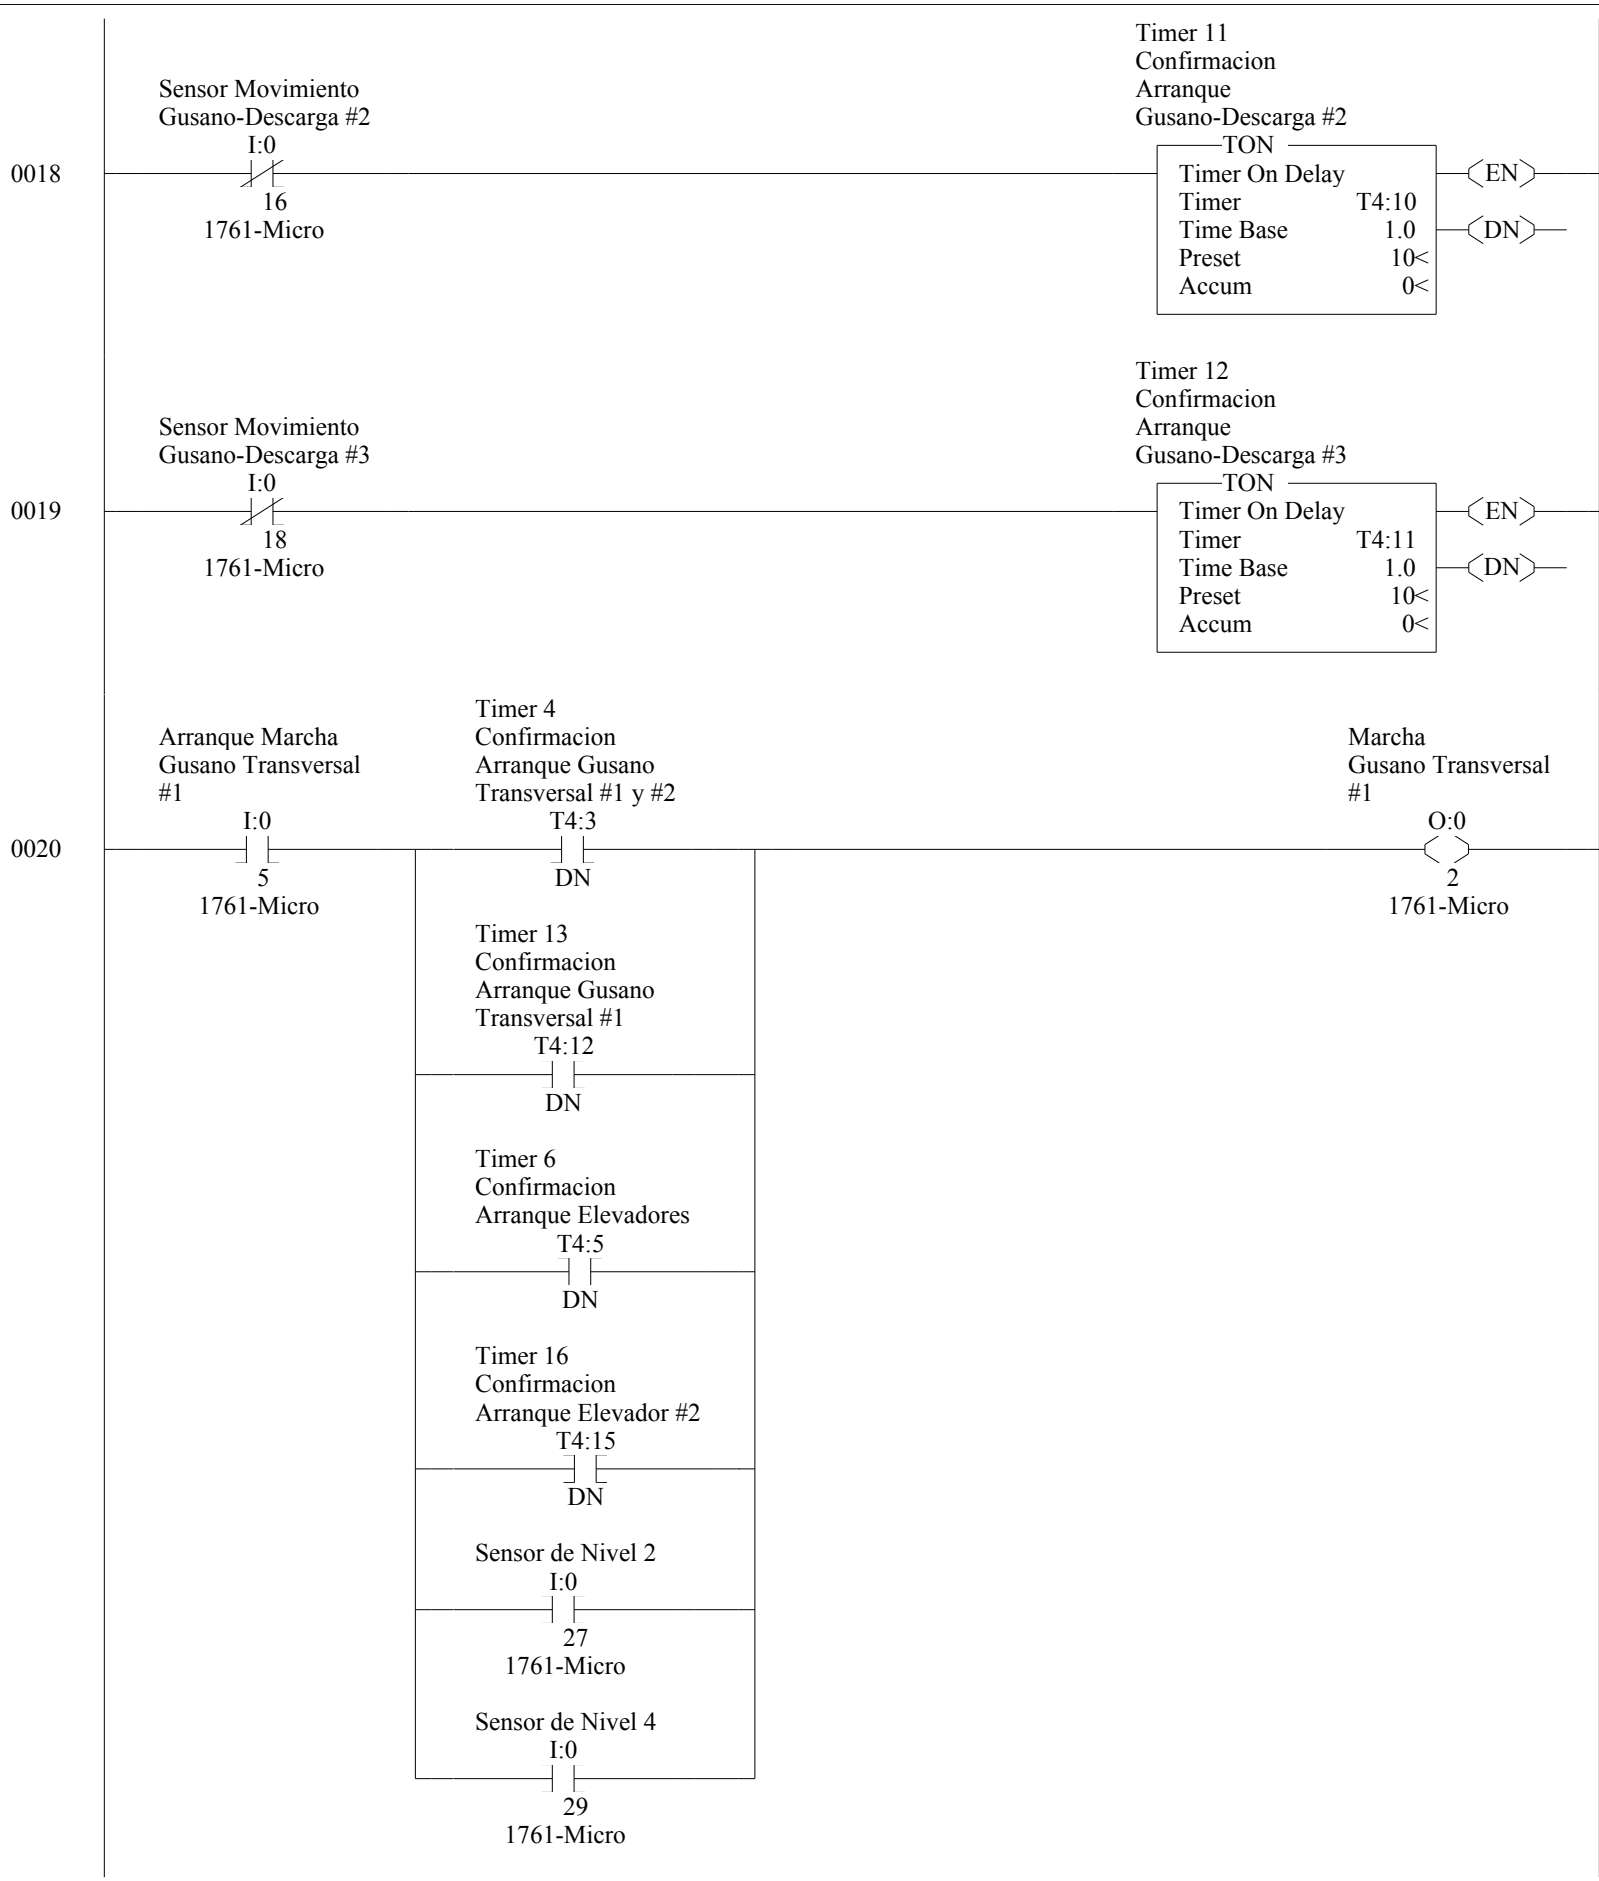 Timer 11
Confirmacion
Arranque
Gusano-Descarga #2
Sensor Movimiento
Gusano-Descarga #2
I:0
TON
0018
Timer On Delay
EN
16
Timer T4:10
1761-Micro
Time Base 1.0
DN
Preset 10<
Accum 0<
Timer 12
Confirmacion
Arranque
Gusano-Descarga #3
Sensor Movimiento
Gusano-Descarga #3
I:0
TON
0019
Timer On Delay
EN
18
Timer T4:11
1761-Micro
Time Base 1.0
DN
Preset 10<
Accum 0<
Arranque Marcha
Gusano Transversal
#1
I:0
0020
5
1761-Micro
Timer 4
Confirmacion
Arranque Gusano
Transversal #1 y #2
T4:3
DN
Marcha
Gusano Transversal
#1
O:0
2
1761-Micro
Timer 13
Confirmacion
Arranque Gusano
Transversal #1
T4:12
DN
Timer 6
Confirmacion
Arranque Elevadores
T4:5
DN
Timer 16
Confirmacion
Arranque Elevador #2
T4:15
DN
Sensor de Nivel 2
I:0
27
1761-Micro
Sensor de Nivel 4
I:0
29
1761-Micro